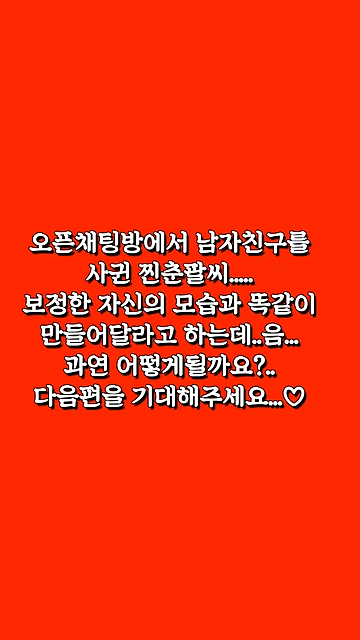 오픈채팅방에서 남자친구를
사귄 찐춘팔씨.....
보정한 자신의 모습과 똑같이
만들어달라고 하는데..음...
과연 어떻게될까요?..
다음편을 기대해주세요...♡